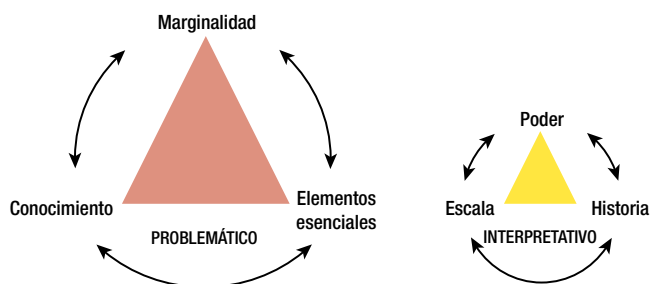 Marginalidad
Conocimiento
Elementos
esenciales
PROBLEMÁTICO
Poder
Escala
Historia
INTERPRETATIVO